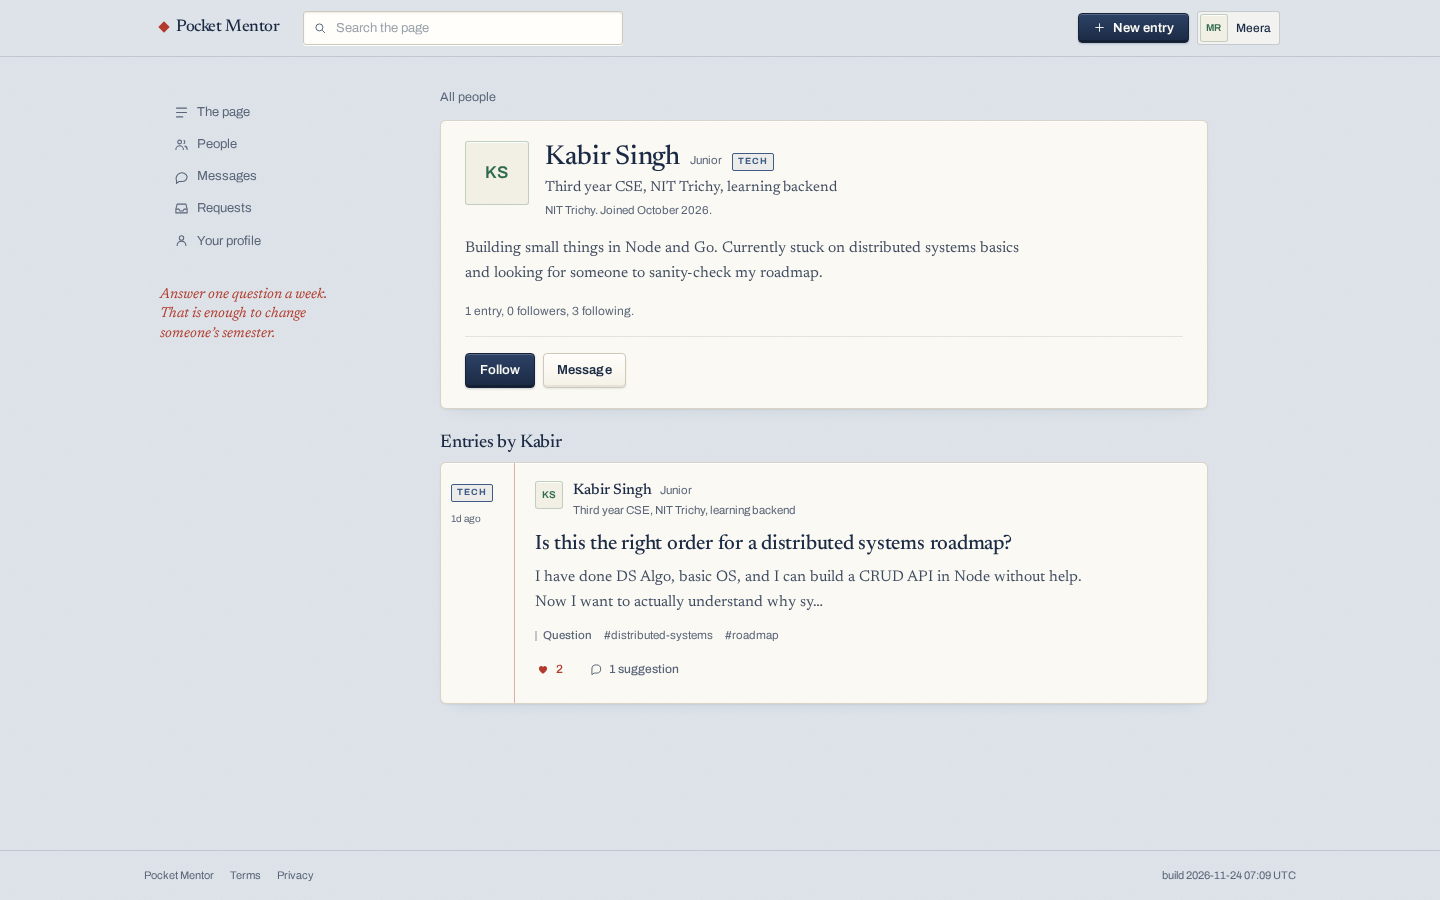 Pocket Mentor
Search the page
New entry
MR
Meera
The page
People
Messages
Requests
Your profile
Answer one question a week.
That is enough to change
someone's semester.
All people
KS
Kabir Singh
Junior
TECH
Third year CSE, NIT Trichy, learning backend
NIT Trichy. Joined October 2026.
Building small things in Node and Go. Currently stuck on distributed systems basics
and looking for someone to sanity-check my roadmap.
1 entry, 0 followers, 3 following.
Follow
Message
Entries by Kabir
TECH
1d ago
KS
Kabir Singh
Junior
Third year CSE, NIT Trichy, learning backend
Is this the right order for a distributed systems roadmap?
I have done DS Algo, basic OS, and I can build a CRUD API in Node without help.
Now I want to actually understand why sy…
Question #distributed-systems #roadmap
2
1 suggestion
Pocket Mentor
Terms
Privacy
build 2026-11-24 07:09 UTC